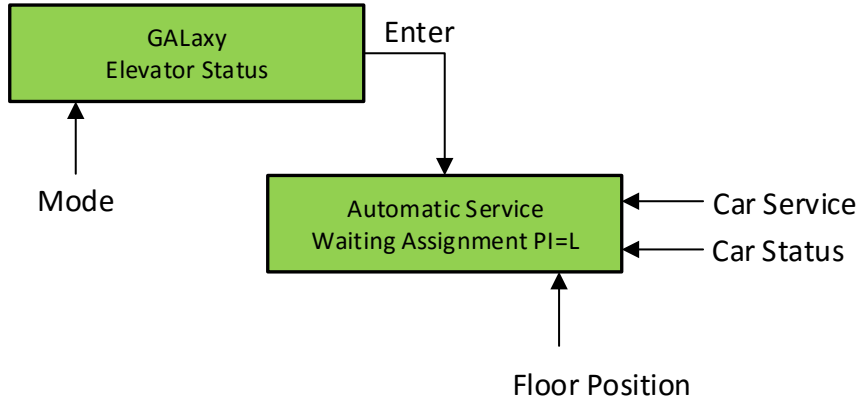 GALaxy
Elevator Status
Enter
Mode
Automatic Service
Waiting Assignment PI=L
Car Service
Car Status
Floor Position